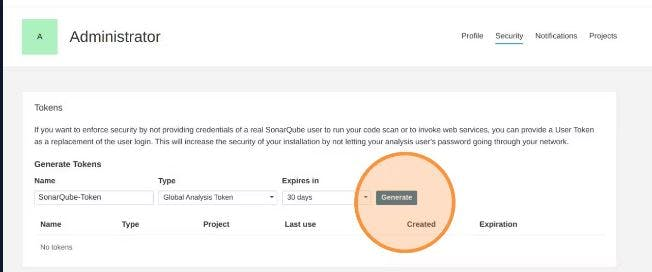 A
Administrator
Profile Security Notifications Projects
Tokens
If you want to enforce security by not providing credentials of a real SonarQube user to run your code scan or to invoke web services, you can provide a User Token
as a replacement of the user login. This will increase the security of your installation by not letting your analysis user's password going through your network.
Generate Tokens
Name Type Expires in
SonarQube-Token Global Analysis Token 30 days Generate
Name Type Project Last use Created Expiration
No tokens